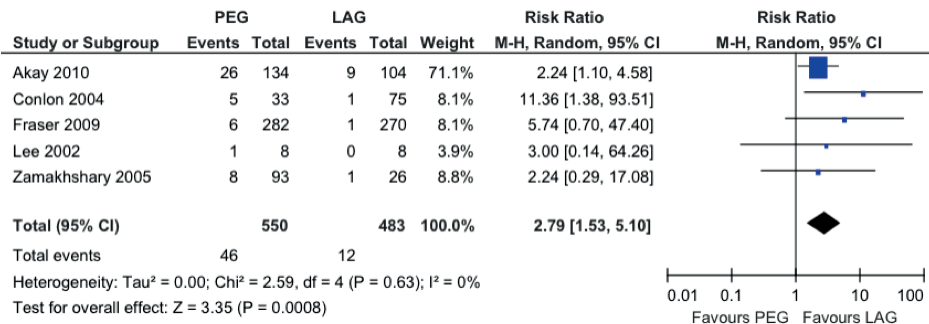 PEG LAG Risk Ratio Risk Ratio
Study or Subgroup Events Total Events Total Weight M-H, Random, 95% CI M-H, Random, 95% CI
Akay 2010 26 134 9 104 71.1% 2.24 [1.10, 4.58]
Conlon 2004 5 33 1 75 8.1% 11.36 [1.38, 93.51]
Fraser 2009 6 282 1 270 8.1% 5.74 [0.70, 47.40]
Lee 2002 1 8 0 8 3.9% 3.00 [0.14, 64.26]
Zamakhshary 2005 8 93 1 26 8.8% 2.24 [0.29, 17.08]
Total (95% CI) 550 483 100.0% 2.79 [1.53, 5.10]
Total events 46 12
Heterogeneity: Tau² = 0.00; Chi² = 2.59, df = 4 (P = 0.63); I² = 0%
Test for overall effect: Z = 3.35 (P = 0.0008)
0.01 0.1 1 10 100
Favours PEG Favours LAG